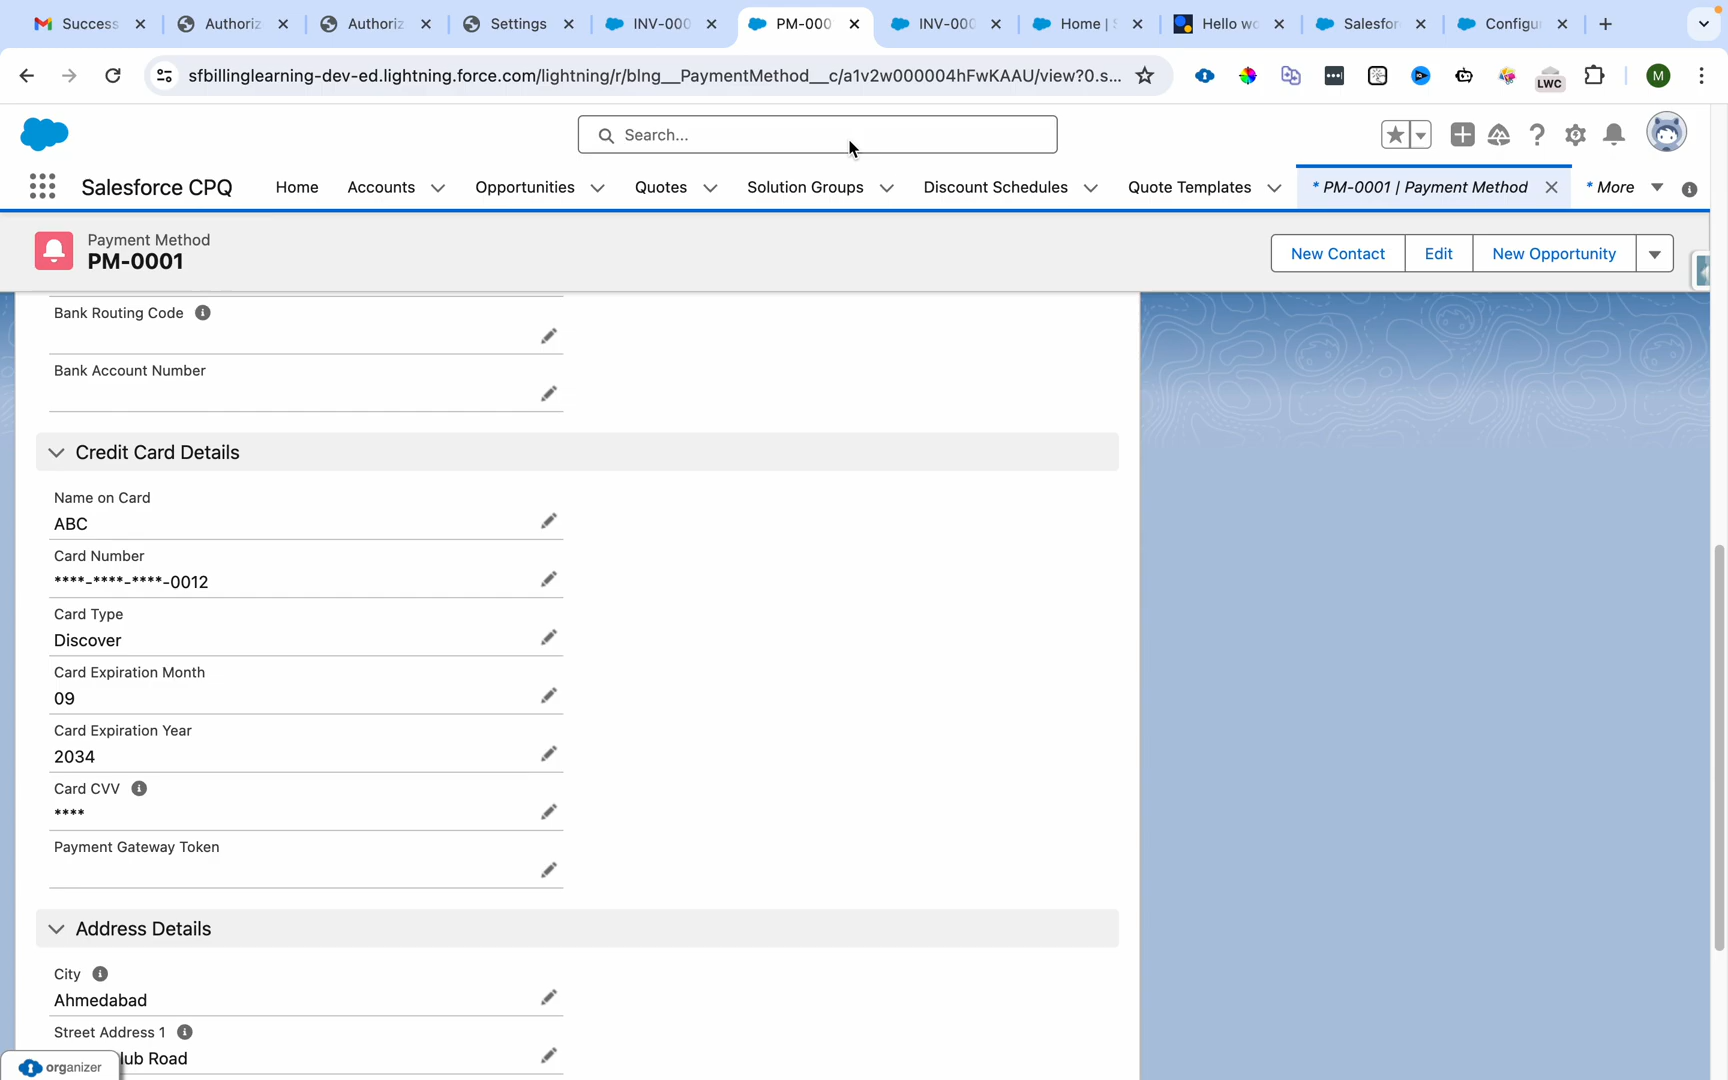 Success
Authoriz
Authoriz
Settings
INV-000
PM-000
INV-000
Home | S
Hello wo
Salesfor
Configu
sfbillinglearning-dev-ed.lightning.force.com/lightning/r/blng__PaymentMethod__c/a1v2w000004hFwKAAU/view?0.s...
LWC
M
Search...
Salesforce CPQ
Home
Accounts
Opportunities
Quotes
Solution Groups
Discount Schedules
Quote Templates
* PM-0001 | Payment Method
* More
Payment Method
PM-0001
New Contact
Edit
New Opportunity
Bank Routing Code
Bank Account Number
Credit Card Details
Name on Card
ABC
Card Number
****-****-****-0012
Card Type
Discover
Card Expiration Month
09
Card Expiration Year
2034
Card CVV
****
Payment Gateway Token
Address Details
City
Ahmedabad
Street Address 1
lub Road
organizer